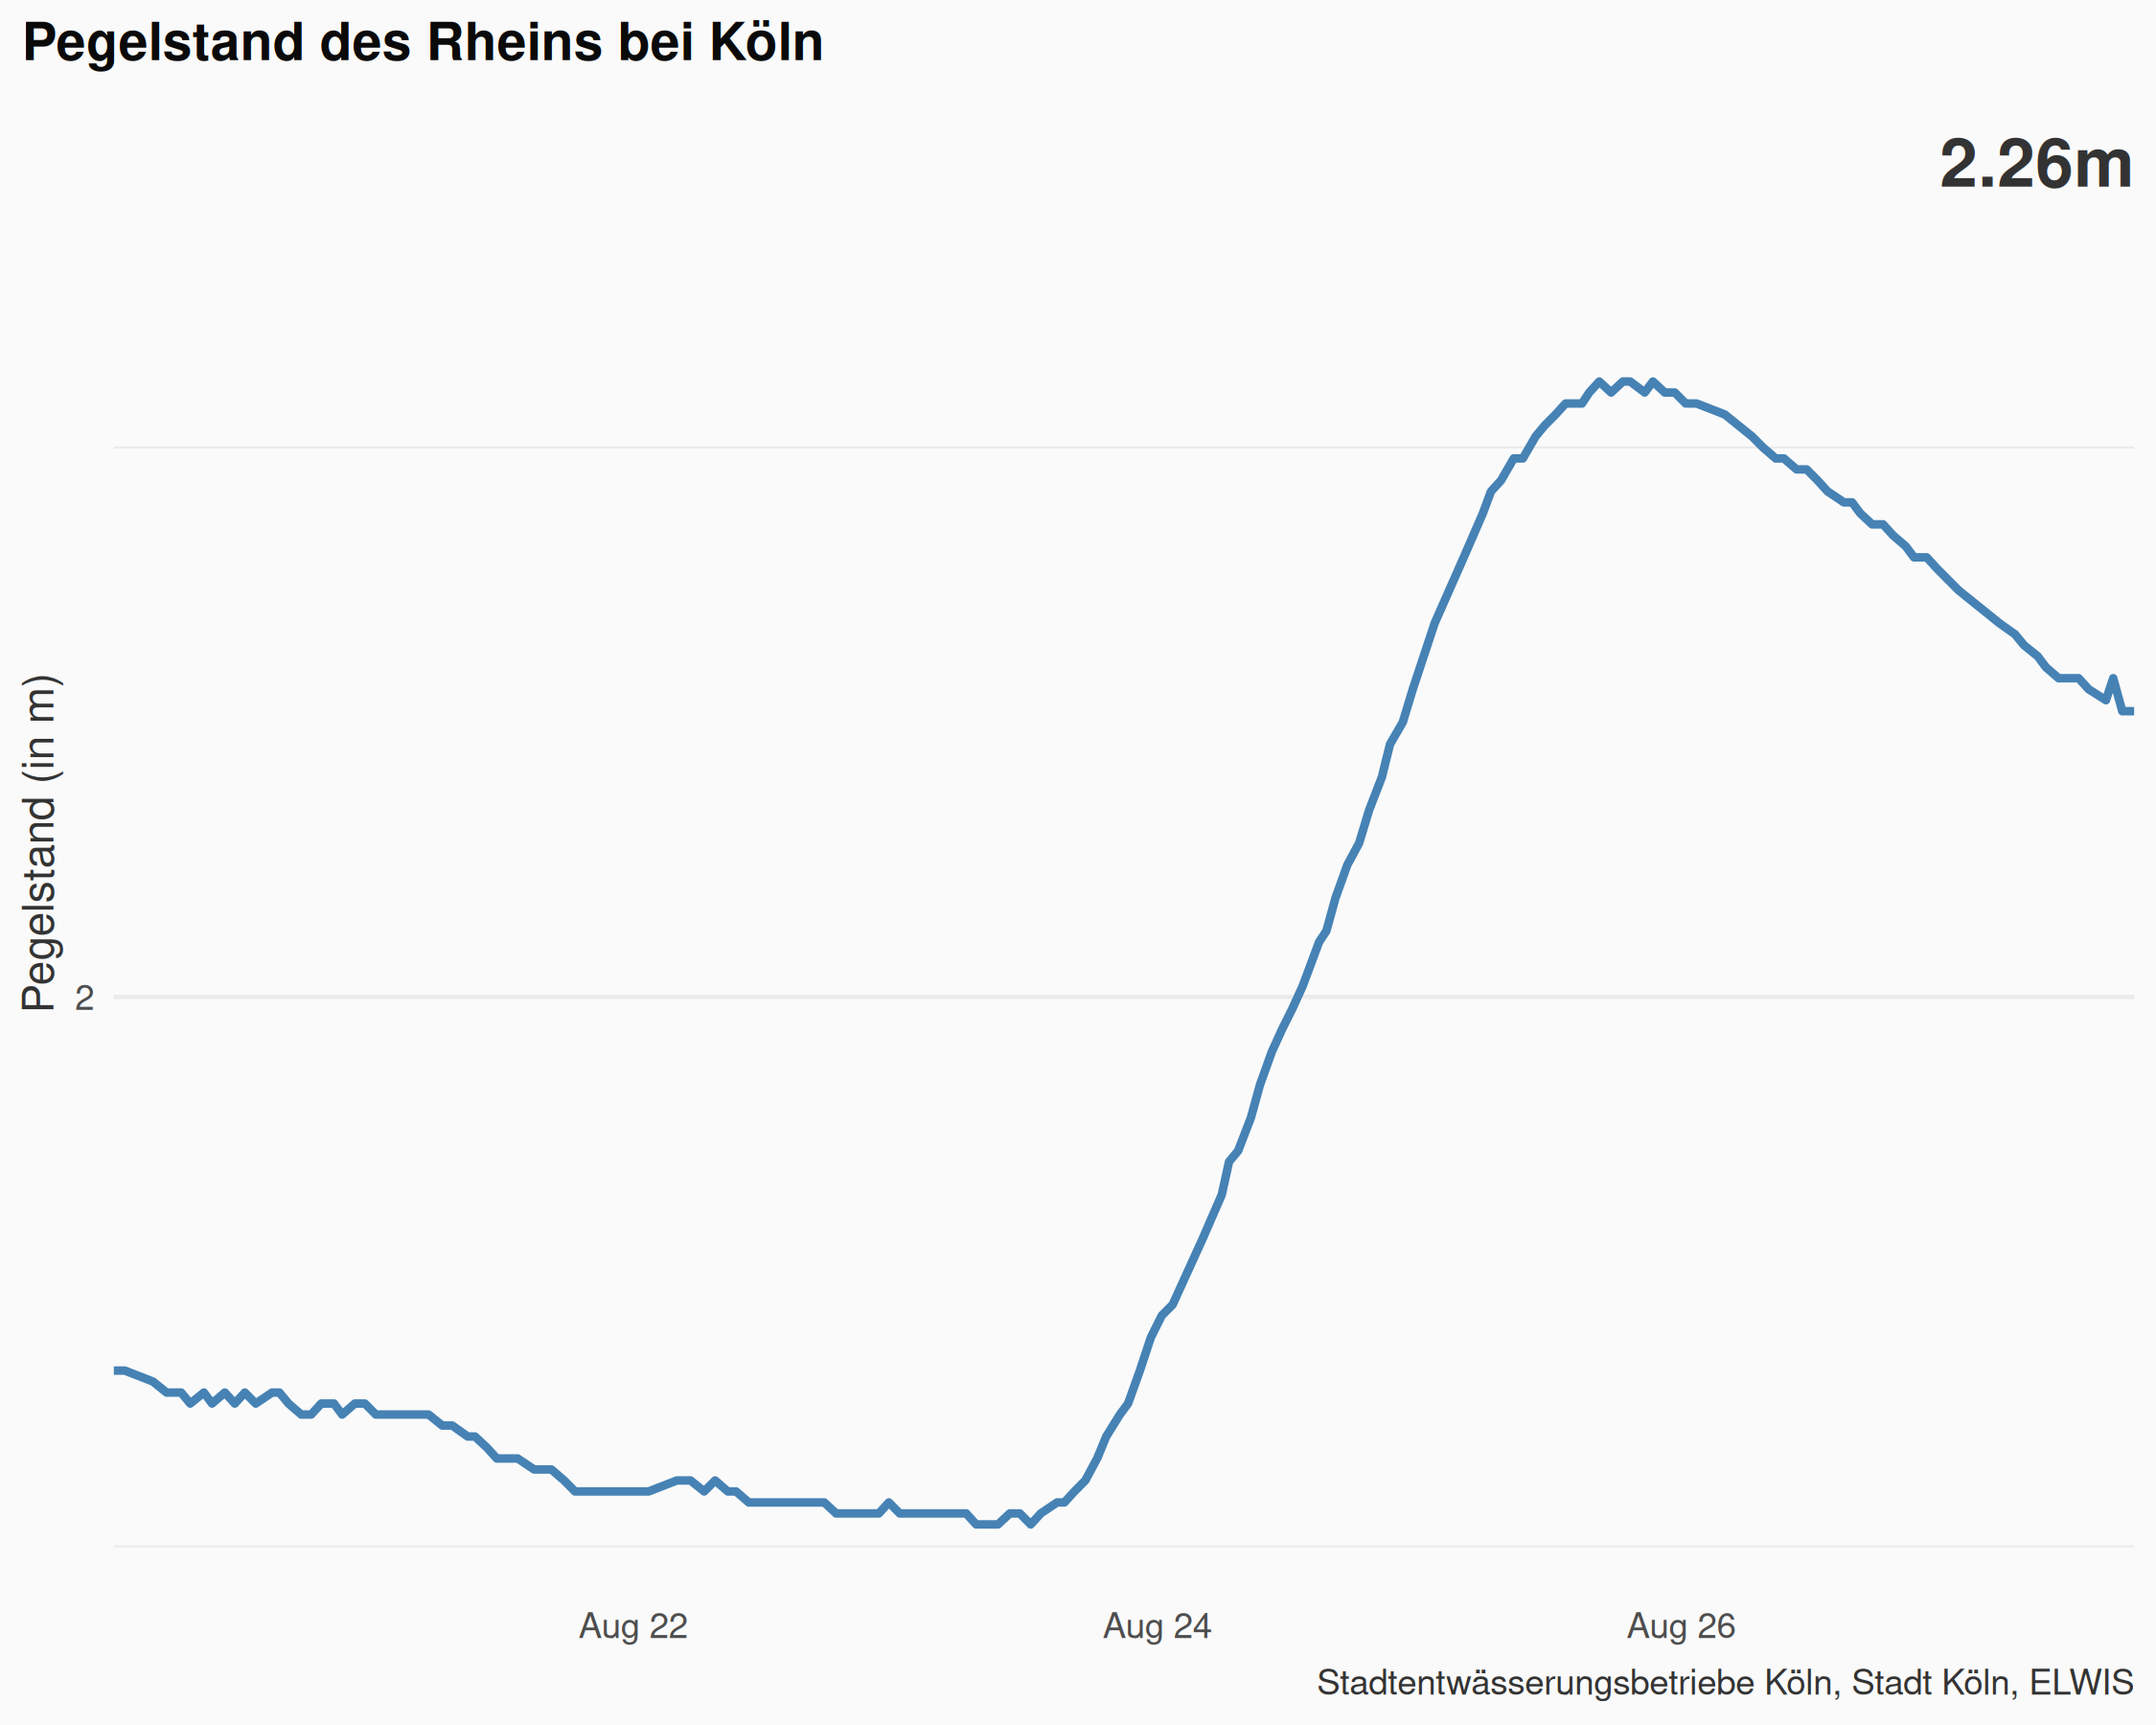 Pegelstand des Rheins bei Köln
2.26m
Pegelstand (in m)
2
Aug 22
Aug 24
Aug 26
Stadtentwässerungsbetriebe Köln, Stadt Köln, ELWIS